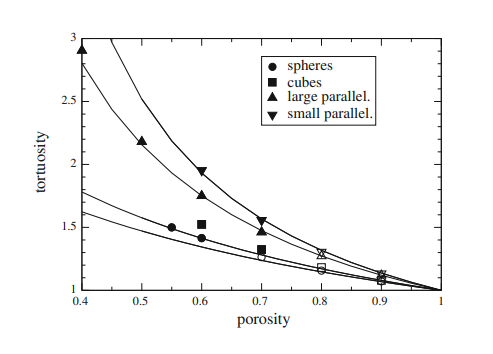 3
2.5
2
1.5
1
0.4
0.5
0.6
0.7
0.8
0.9
1
tortuosity
porosity
spheres
cubes
large parallel.
small parallel.